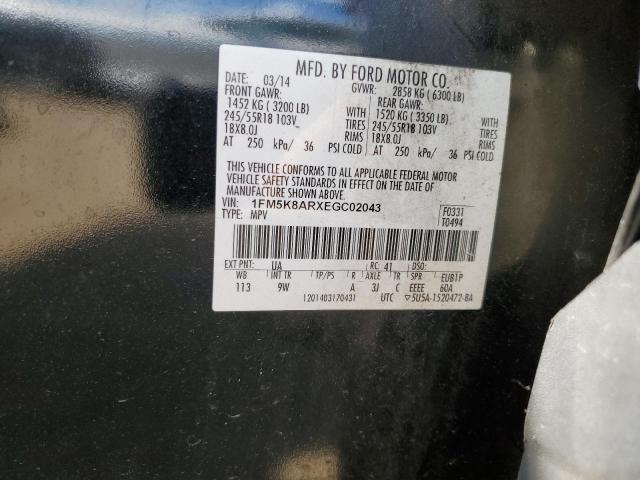 MFD. BY FORD MOTOR CO.
DATE: 03/14 GVWR: 2858 KG (6300 LB)
FRONT GAWR: REAR GAWR:
1452 KG (3200 LB) WITH 1520 KG (3350 LB) WITH
245/55R18 103V TIRES 245/55R18 103V TIRES
18X8.0J RIMS 18X8.0J RIMS
AT 250 kPa/ 36 PSI COLD AT 250 kPa/ 36 PSI COLD
THIS VEHICLE CONFORMS TO ALL APPLICABLE FEDERAL MOTOR
VEHICLE SAFETY STANDARDS IN EFFECT ON THE DATE OF
MANUFACTURE SHOWN ABOVE.
VIN: 1FM5K8ARXEGC02043 F0331
TYPE: MPV T0494
EXT PNT: UA RC: 41 DSO:
WB INT TR TP/PS R AXLE TR SPR EUB1P
113 9W A 3J C EEEE 60A
1201403170431 UTC ▽5U5A-1520472-BA